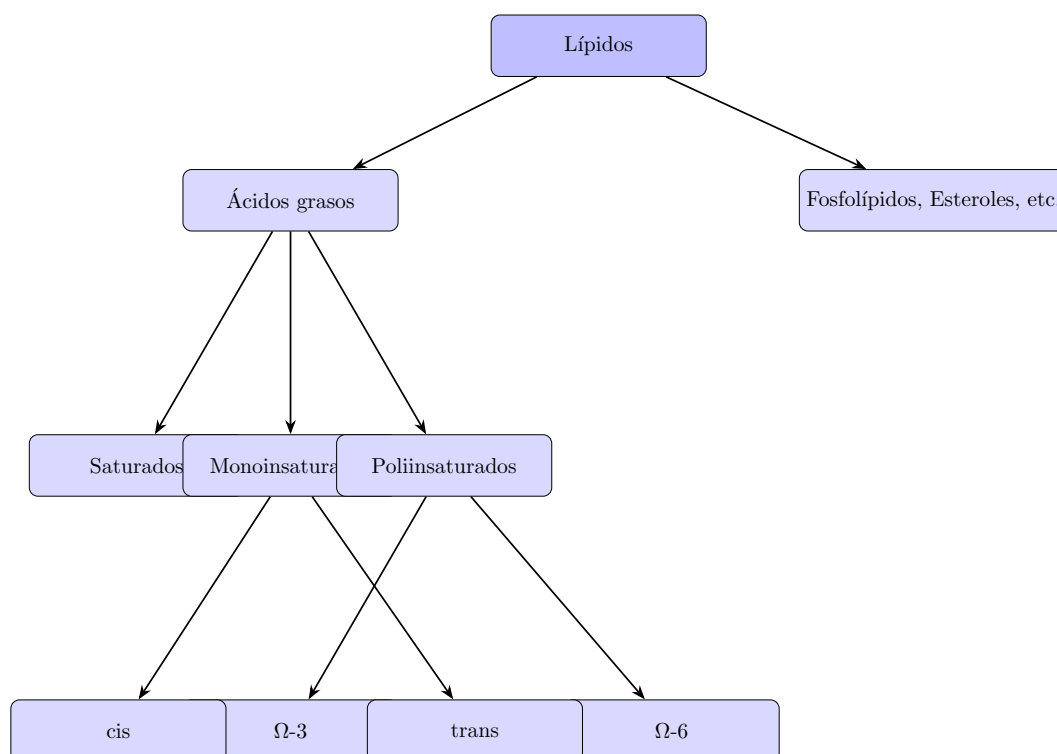 Lípidos
Ácidos grasos
Fosfolípidos, Esteroles, etc.
Saturados
Monoinsatura
Poliinsaturados
cis
Ω-3
trans
Ω-6